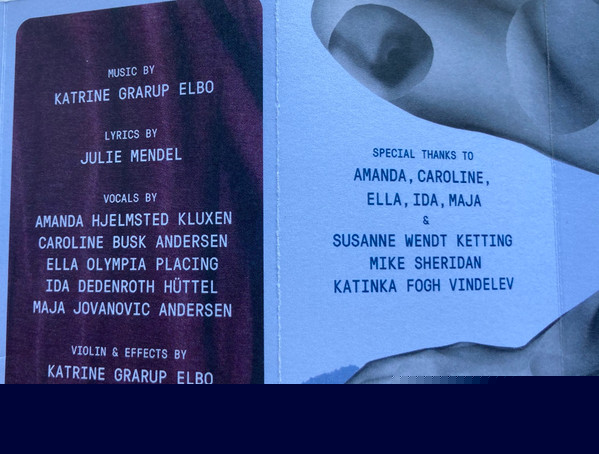 MUSIC BY
KATRINE GRARUP ELBO
LYRICS BY
JULIE MENDEL
VOCALS BY
AMANDA HJELMSTED KLUXEN
CAROLINE BUSK ANDERSEN
ELLA OLYMPIA PLACING
IDA DEDENROTH HÜTTEL
MAJA JOVANOVIC ANDERSEN
VIOLIN & EFFECTS BY
KATRINE GRARUP ELBO
SPECIAL THANKS TO
AMANDA, CAROLINE,
ELLA, IDA, MAJA
&
SUSANNE WENDT KETTING
MIKE SHERIDAN
KATINKA FOGH VINDELEV